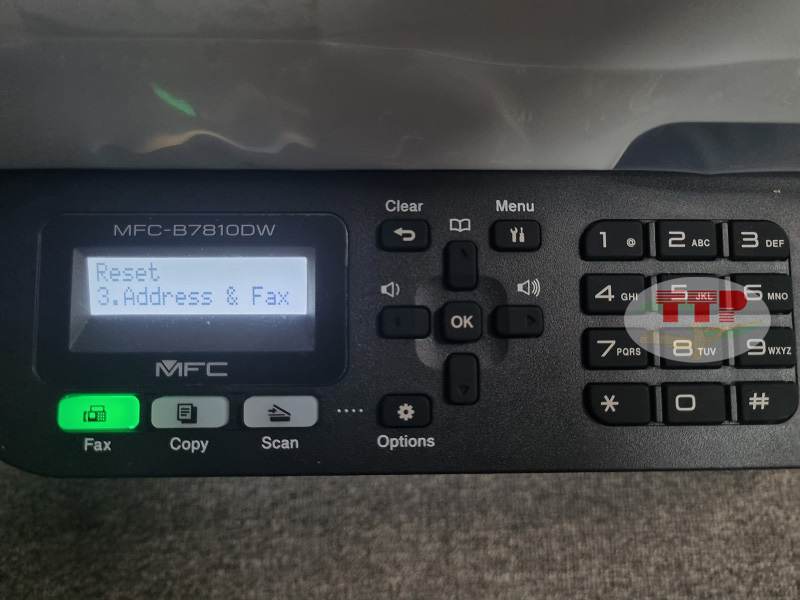 Clear
Menu
MFC-B7810DW
Reset
3.Address & Fax
OK
MFC
Fax
Copy
Scan
Options
1 @
2 ABC
3 DEF
4 GHI
5 JKL
6 MNO
7 PQRS
8 TUV
9 WXYZ
*
0
#
TTP